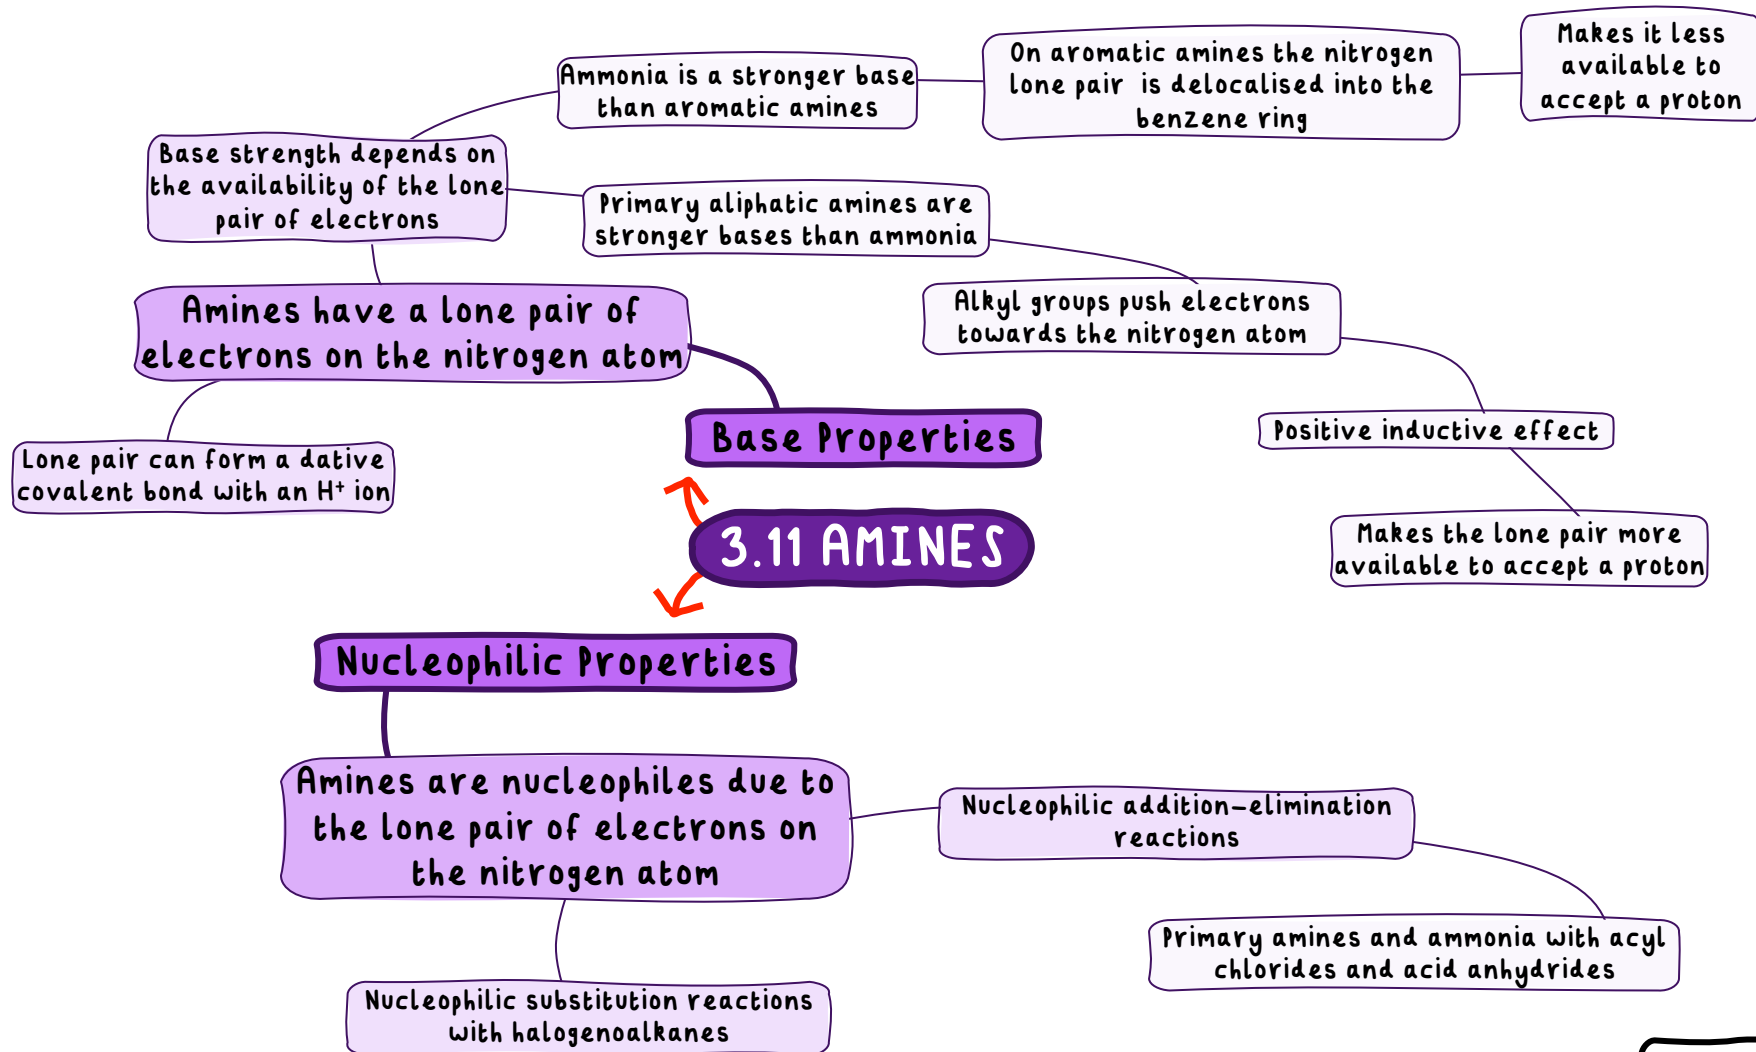 Makes it less
available to
accept a proton
On aromatic amines the nitrogen
lone pair is delocalised into the
benzene ring
Ammonia is a stronger base
than aromatic amines
Base strength depends on
the availability of the lone
pair of electrons
Primary aliphatic amines are
stronger bases than ammonia
Amines have a lone pair of
electrons on the nitrogen atom
Alkyl groups push electrons
towards the nitrogen atom
Base Properties
Positive inductive effect
Lone pair can form a dative
covalent bond with an H⁺ ion
3.11 AMINES
Makes the lone pair more
available to accept a proton
Nucleophilic Properties
Amines are nucleophiles due to
the lone pair of electrons on
the nitrogen atom
Nucleophilic addition-elimination
reactions
Primary amines and ammonia with acyl
chlorides and acid anhydrides
Nucleophilic substitution reactions
with halogenoalkanes